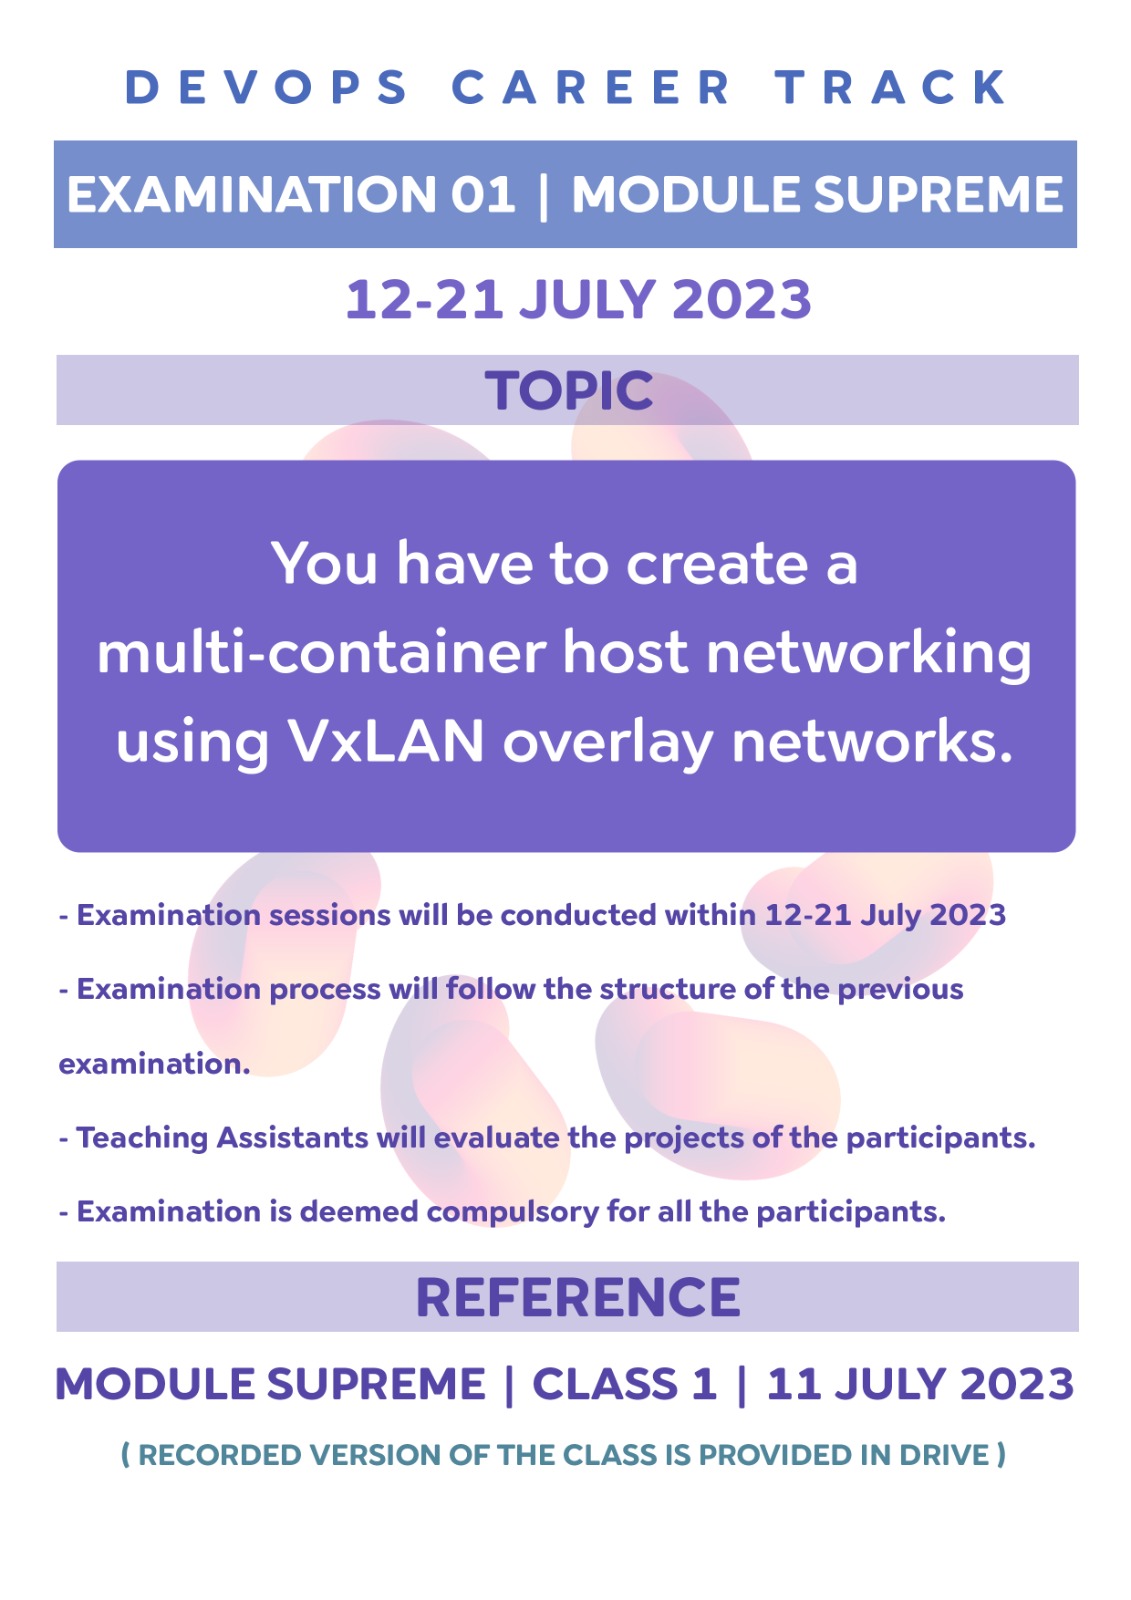 DEVOPS CAREER TRACK
EXAMINATION 01 | MODULE SUPREME
12-21 JULY 2023
TOPIC
You have to create a
multi-container host networking
using VxLAN overlay networks.
- Examination sessions will be conducted within 12-21 July 2023
- Examination process will follow the structure of the previous
examination.
- Teaching Assistants will evaluate the projects of the participants.
- Examination is deemed compulsory for all the participants.
REFERENCE
MODULE SUPREME | CLASS 1 | 11 JULY 2023
( RECORDED VERSION OF THE CLASS IS PROVIDED IN DRIVE )